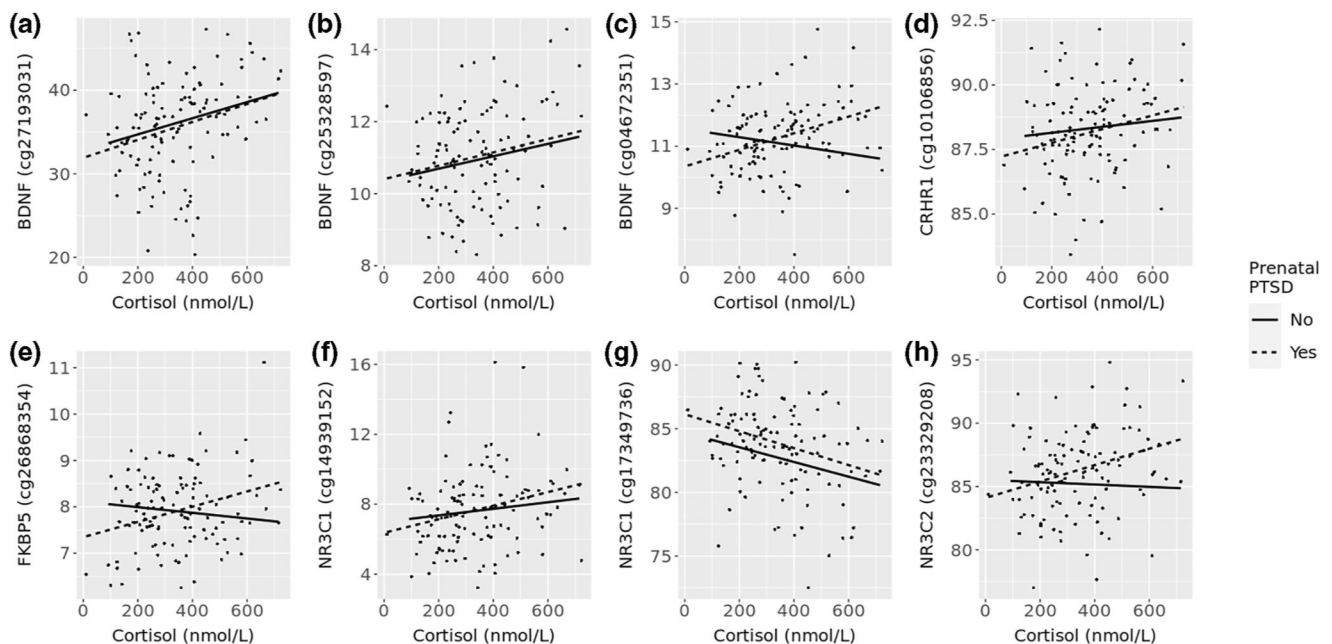 (a)
BDNF (cg27193031)
40
30
20
0 200 400 600
Cortisol (nmol/L)
(b)
BDNF (cg25328597)
14
12
10
8
0 200 400 600
Cortisol (nmol/L)
(c)
BDNF (cg04672351)
15
13
11
9
0 200 400 600
Cortisol (nmol/L)
(d)
CRHR1 (cg10106856)
92.5
90.0
87.5
85.0
0 200 400 600
Cortisol (nmol/L)
Prenatal
PTSD
No
Yes
(e)
FKBP5 (cg26868354)
11
10
9
8
7
0 200 400 600
Cortisol (nmol/L)
(f)
NR3C1 (cg14939152)
16
12
8
4
0 200 400 600
Cortisol (nmol/L)
(g)
NR3C1 (cg17349736)
90
85
80
75
0 200 400 600
Cortisol (nmol/L)
(h)
NR3C2 (cg23329208)
95
90
85
80
0 200 400 600
Cortisol (nmol/L)